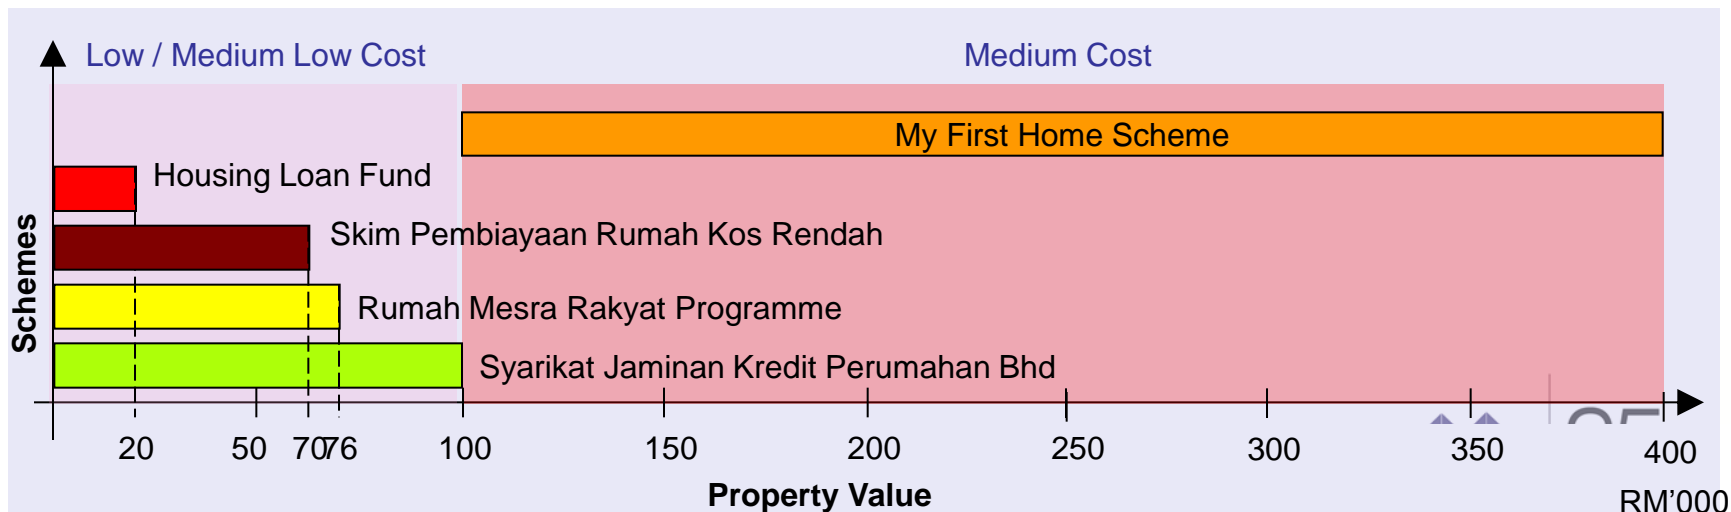 Low / Medium Low Cost
Medium Cost
My First Home Scheme
Housing Loan Fund
Skim Pembiayaan Rumah Kos Rendah
Rumah Mesra Rakyat Programme
Syarikat Jaminan Kredit Perumahan Bhd
Schemes
20 50 70 76 100 150 200 250 300 350 400
Property Value
RM'000